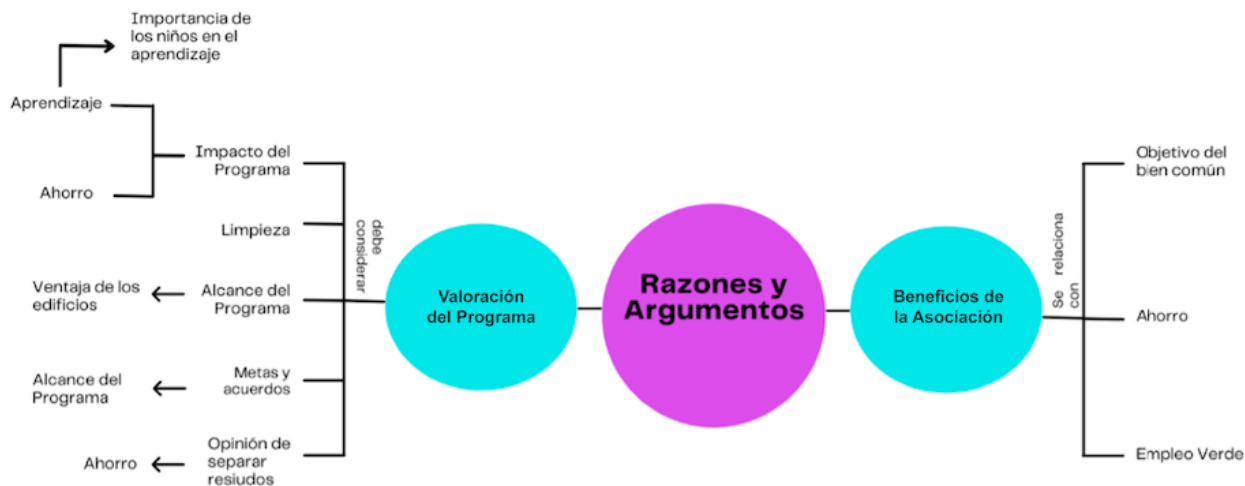 Importancia de
los niños en el
aprendizaje
Aprendizaje
Ahorro
Impacto del
Programa
Limpieza
Ventaja de los
edificios
Alcance del
Programa
Alcance del
Programa
Metas y
acuerdos
Ahorro
Opinión de
separar
resiudos
debe
considerar
Valoración
del Programa
Razones y
Argumentos
Beneficios de
la Asociación
Se relaciona
con
Objetivo del
bien común
Ahorro
Empleo Verde